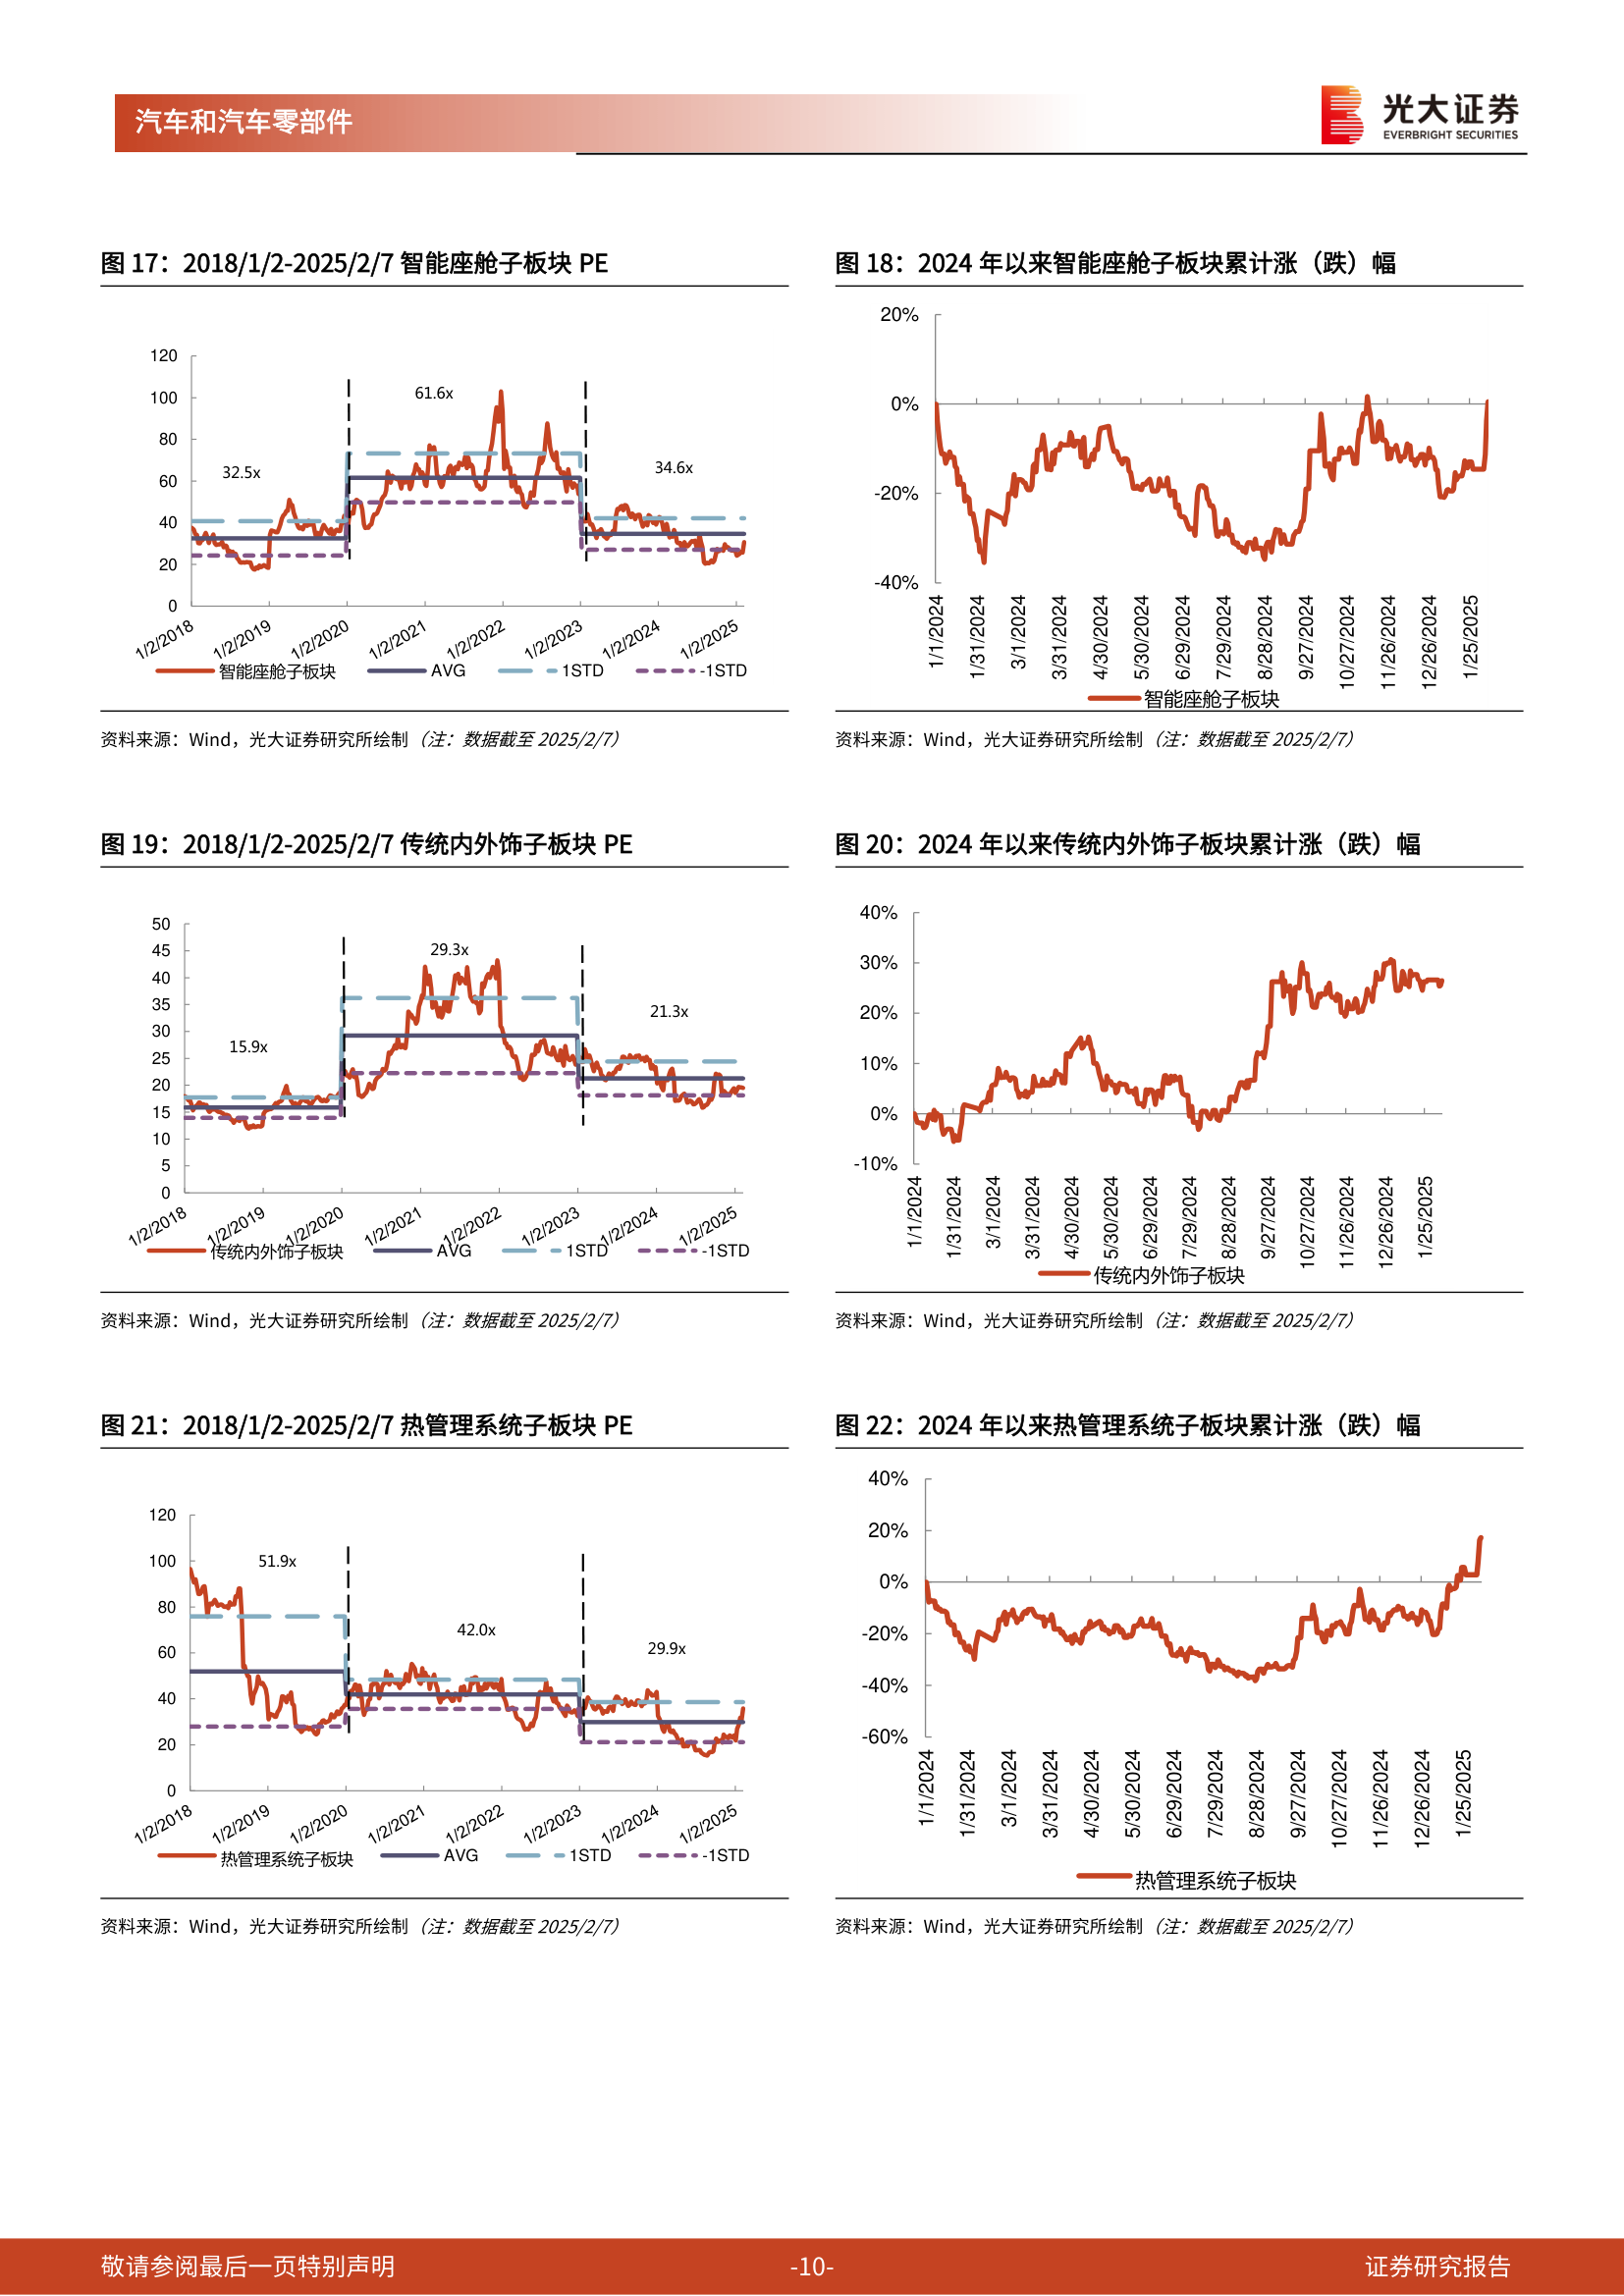 汽车和汽车零部件
光大证券
EVERBRIGHT SECURITIES
图 17：2018/1/2-2025/2/7 智能座舱子板块 PE
120
100
80
60
40
20
0
32.5x
61.6x
34.6x
1/2/2018
1/2/2019
1/2/2020
1/2/2021
1/2/2022
1/2/2023
1/2/2024
1/2/2025
智能座舱子板块
AVG
1STD
-1STD
资料来源：Wind，光大证券研究所绘制（注：数据截至 2025/2/7）
图 18：2024 年以来智能座舱子板块累计涨（跌）幅
20%
0%
-20%
-40%
1/1/2024
1/31/2024
3/1/2024
3/31/2024
4/30/2024
5/30/2024
6/29/2024
7/29/2024
8/28/2024
9/27/2024
10/27/2024
11/26/2024
12/26/2024
1/25/2025
智能座舱子板块
资料来源：Wind，光大证券研究所绘制（注：数据截至 2025/2/7）
图 19：2018/1/2-2025/2/7 传统内外饰子板块 PE
50
45
40
35
30
25
20
15
10
5
0
15.9x
29.3x
21.3x
1/2/2018
1/2/2019
1/2/2020
1/2/2021
1/2/2022
1/2/2023
1/2/2024
1/2/2025
传统内外饰子板块
AVG
1STD
-1STD
资料来源：Wind，光大证券研究所绘制（注：数据截至 2025/2/7）
图 20：2024 年以来传统内外饰子板块累计涨（跌）幅
40%
30%
20%
10%
0%
-10%
1/1/2024
1/31/2024
3/1/2024
3/31/2024
4/30/2024
5/30/2024
6/29/2024
7/29/2024
8/28/2024
9/27/2024
10/27/2024
11/26/2024
12/26/2024
1/25/2025
传统内外饰子板块
资料来源：Wind，光大证券研究所绘制（注：数据截至 2025/2/7）
图 21：2018/1/2-2025/2/7 热管理系统子板块 PE
120
100
80
60
40
20
0
51.9x
42.0x
29.9x
1/2/2018
1/2/2019
1/2/2020
1/2/2021
1/2/2022
1/2/2023
1/2/2024
1/2/2025
热管理系统子板块
AVG
1STD
-1STD
资料来源：Wind，光大证券研究所绘制（注：数据截至 2025/2/7）
图 22：2024 年以来热管理系统子板块累计涨（跌）幅
40%
20%
0%
-20%
-40%
-60%
1/1/2024
1/31/2024
3/1/2024
3/31/2024
4/30/2024
5/30/2024
6/29/2024
7/29/2024
8/28/2024
9/27/2024
10/27/2024
11/26/2024
12/26/2024
1/25/2025
热管理系统子板块
资料来源：Wind，光大证券研究所绘制（注：数据截至 2025/2/7）
敬请参阅最后一页特别声明
-10-
证券研究报告